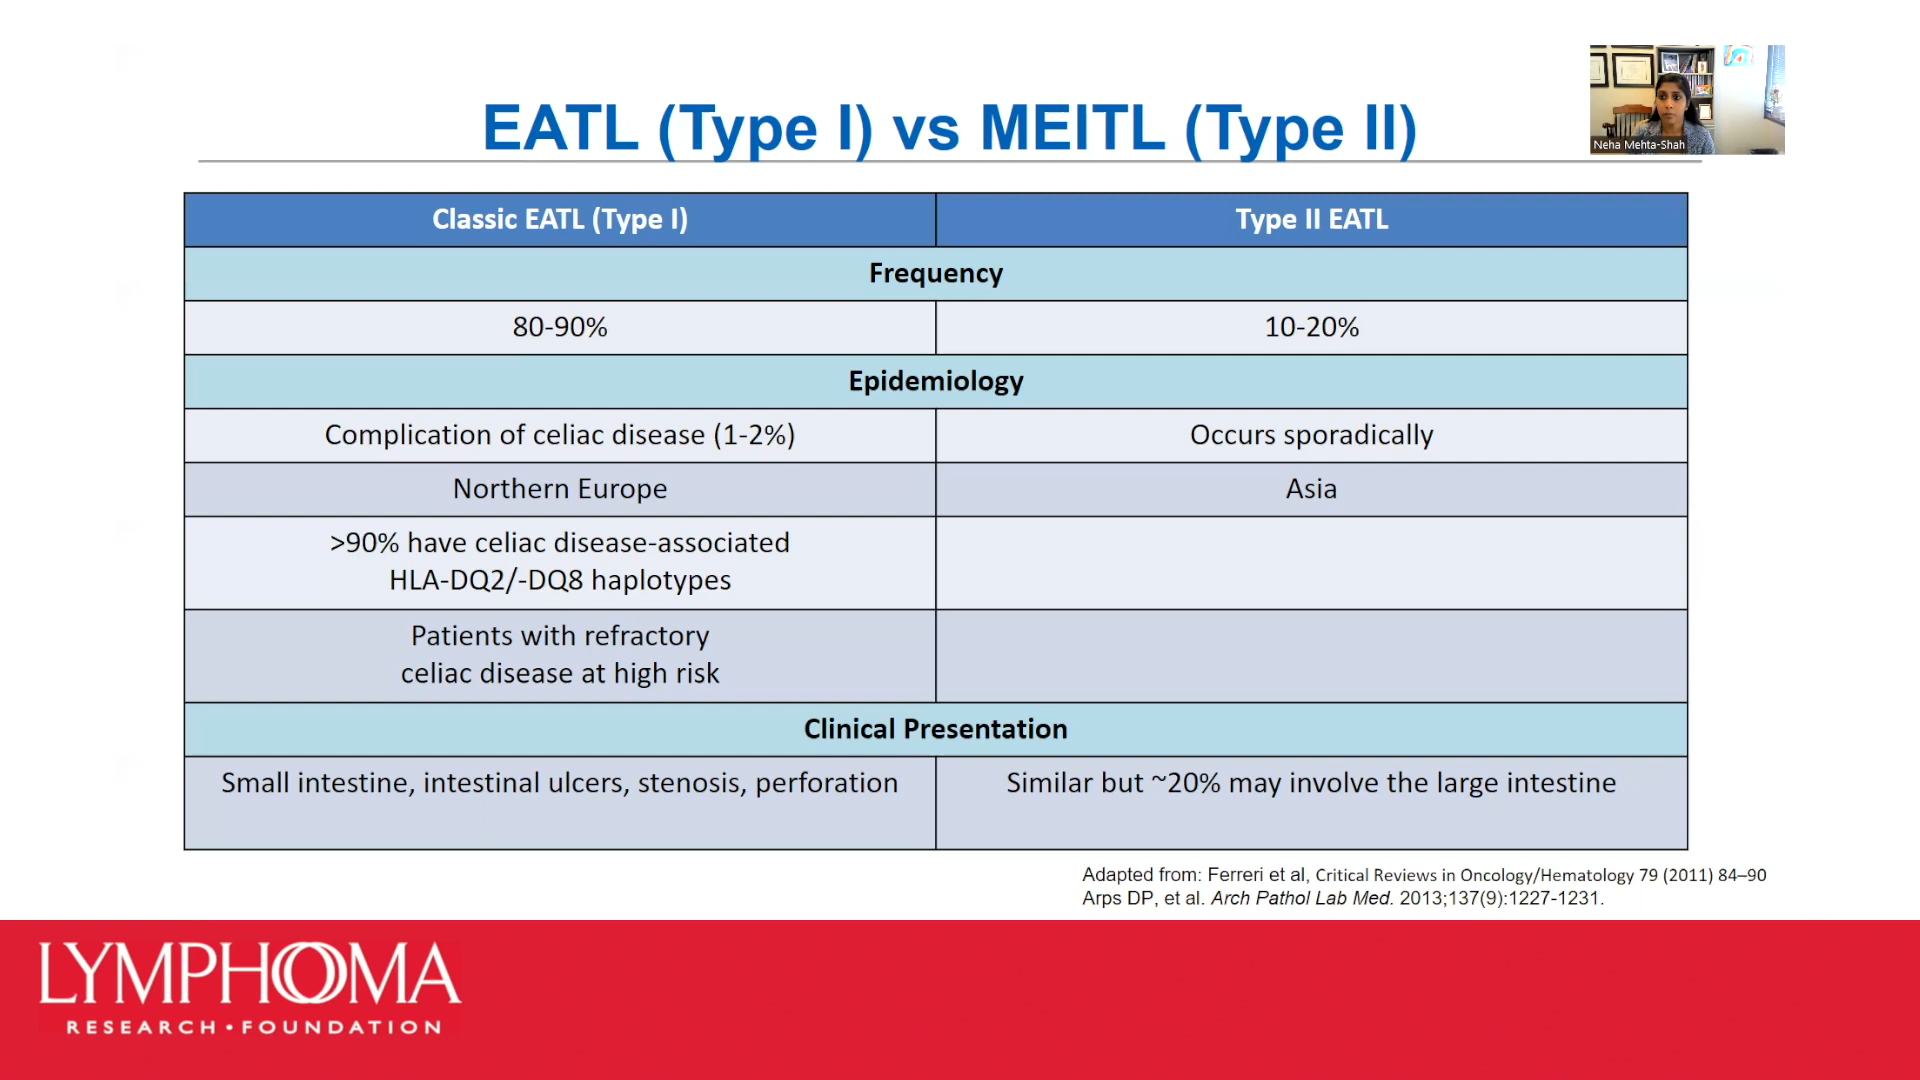 EATL (Type I) vs MEITL (Type II)
Neha Mehta-Shah
Classic EATL (Type I)
Type II EATL
Frequency
80-90%
10-20%
Epidemiology
Complication of celiac disease (1-2%)
Occurs sporadically
Northern Europe
Asia
>90% have celiac disease-associated
HLA-DQ2/-DQ8 haplotypes
Patients with refractory
celiac disease at high risk
Clinical Presentation
Small intestine, intestinal ulcers, stenosis, perforation
Similar but ~20% may involve the large intestine
Adapted from: Ferreri et al, Critical Reviews in Oncology/Hematology 79 (2011) 84–90
Arps DP, et al. Arch Pathol Lab Med. 2013;137(9):1227-1231.
LYMPHOMA
RESEARCH • FOUNDATION